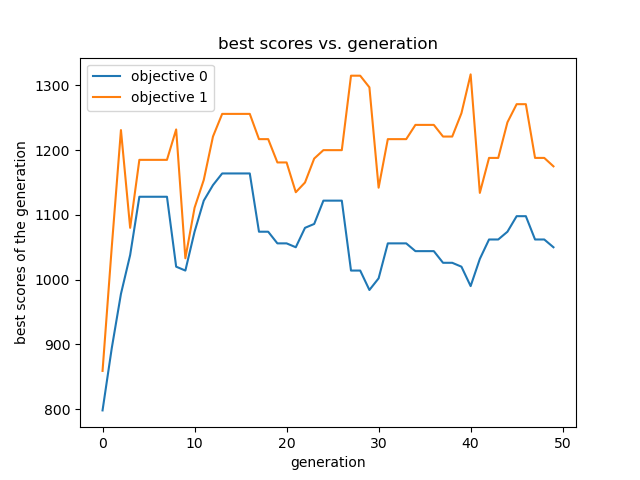 best scores vs. generation
objective 0
objective 1
best scores of the generation
1300
1200
1100
1000
900
800
0 10 20 30 40 50
generation